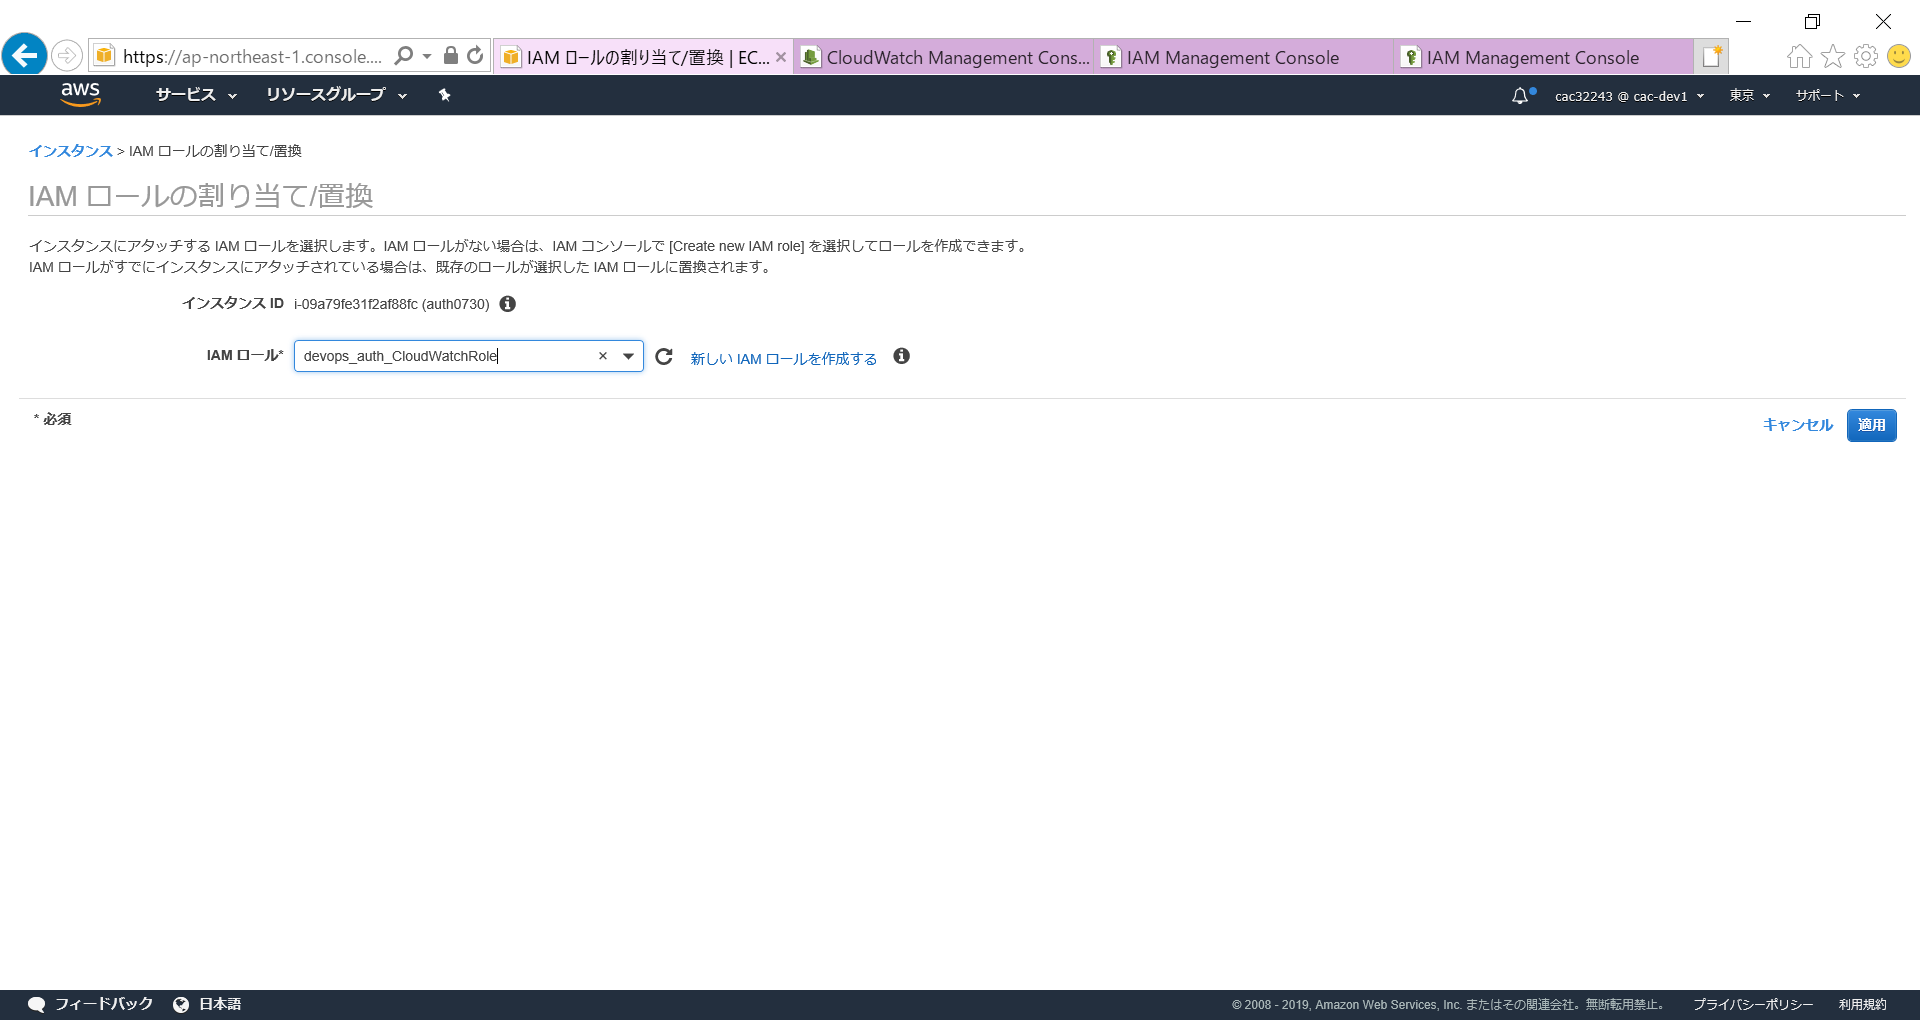 https://ap-northeast-1.console....
IAM ロールの割り当て/置換 | EC...
CloudWatch Management Cons...
IAM Management Console
IAM Management Console
aws
サービス
リソースグループ
cac32243 @ cac-dev1
東京
サポート
インスタンス > IAM ロールの割り当て/置換
IAM ロールの割り当て/置換
インスタンスにアタッチする IAM ロールを選択します。IAM ロールがない場合は、IAM コンソールで [Create new IAM role] を選択してロールを作成できます。
IAM ロールがすでにインスタンスにアタッチされている場合は、既存のロールが選択した IAM ロールに置換されます。
インスタンス ID i-09a79fe31f2af88fc (auth0730)
IAM ロール* devops_auth_CloudWatchRole 新しい IAM ロールを作成する
* 必須
キャンセル 適用
フィードバック 日本語
© 2008 - 2019, Amazon Web Services, Inc. またはその関連会社。無断転用禁止。 プライバシーポリシー 利用規約